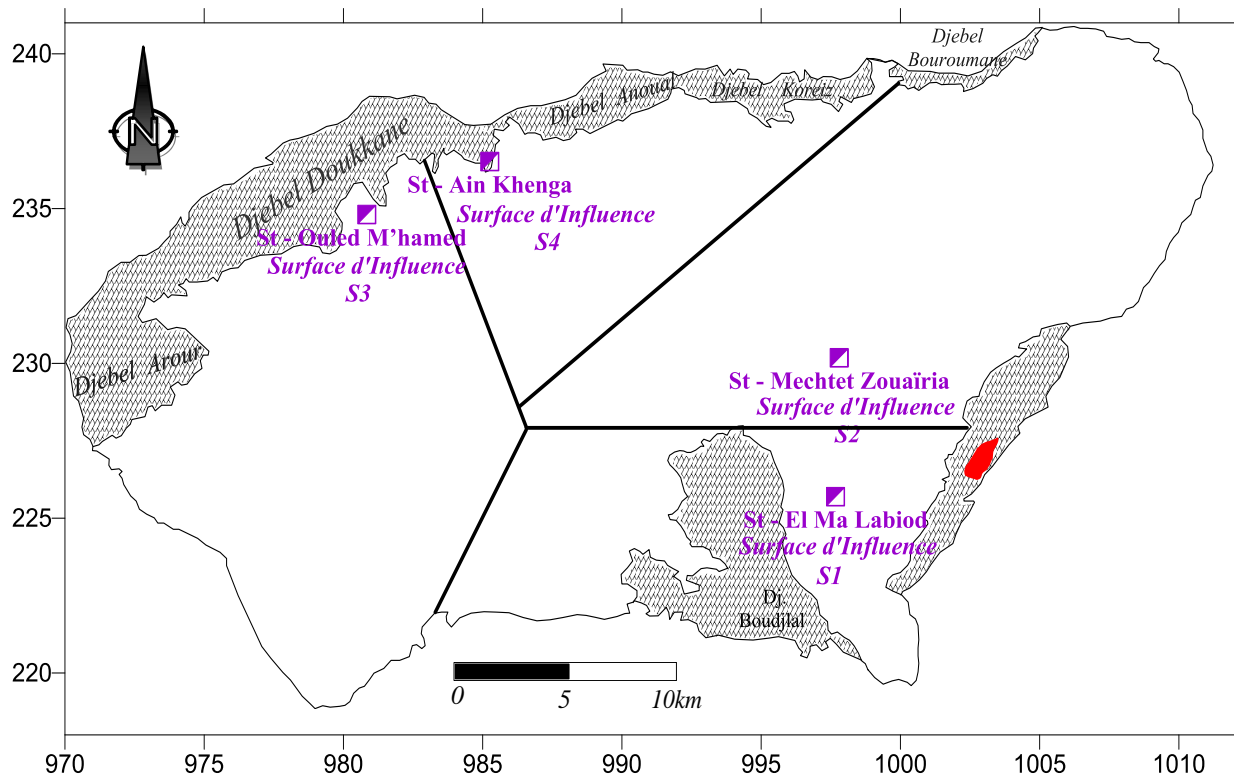 240
235
230
225
220
970
975
980
985
990
995
1000
1005
1010
N
Djebel
Bouroumane
Djebel Koreiz
Djebel Anoual
Djebel Doukkane
Djebel Arour
St - Ain Khenga
Surface d'Influence
S4
St - Ouled M’hamed
Surface d'Influence
S3
St - Mechtet Zouaïria
Surface d'Influence
S2
St - El Ma Labiod
Surface d'Influence
S1
Dj.
Boudjlal
0 5 10km